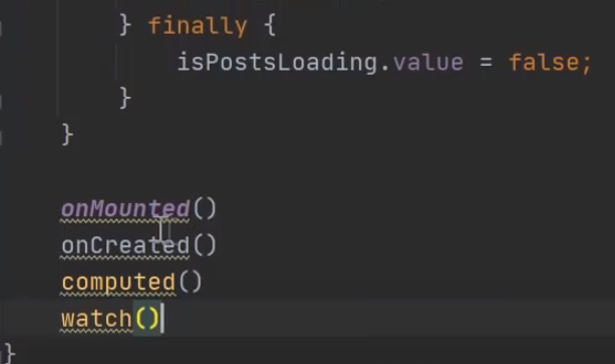 } finally {
isPostsLoading.value = false;
}
}
onMounted()
onCreated()
computed()
watch()
}